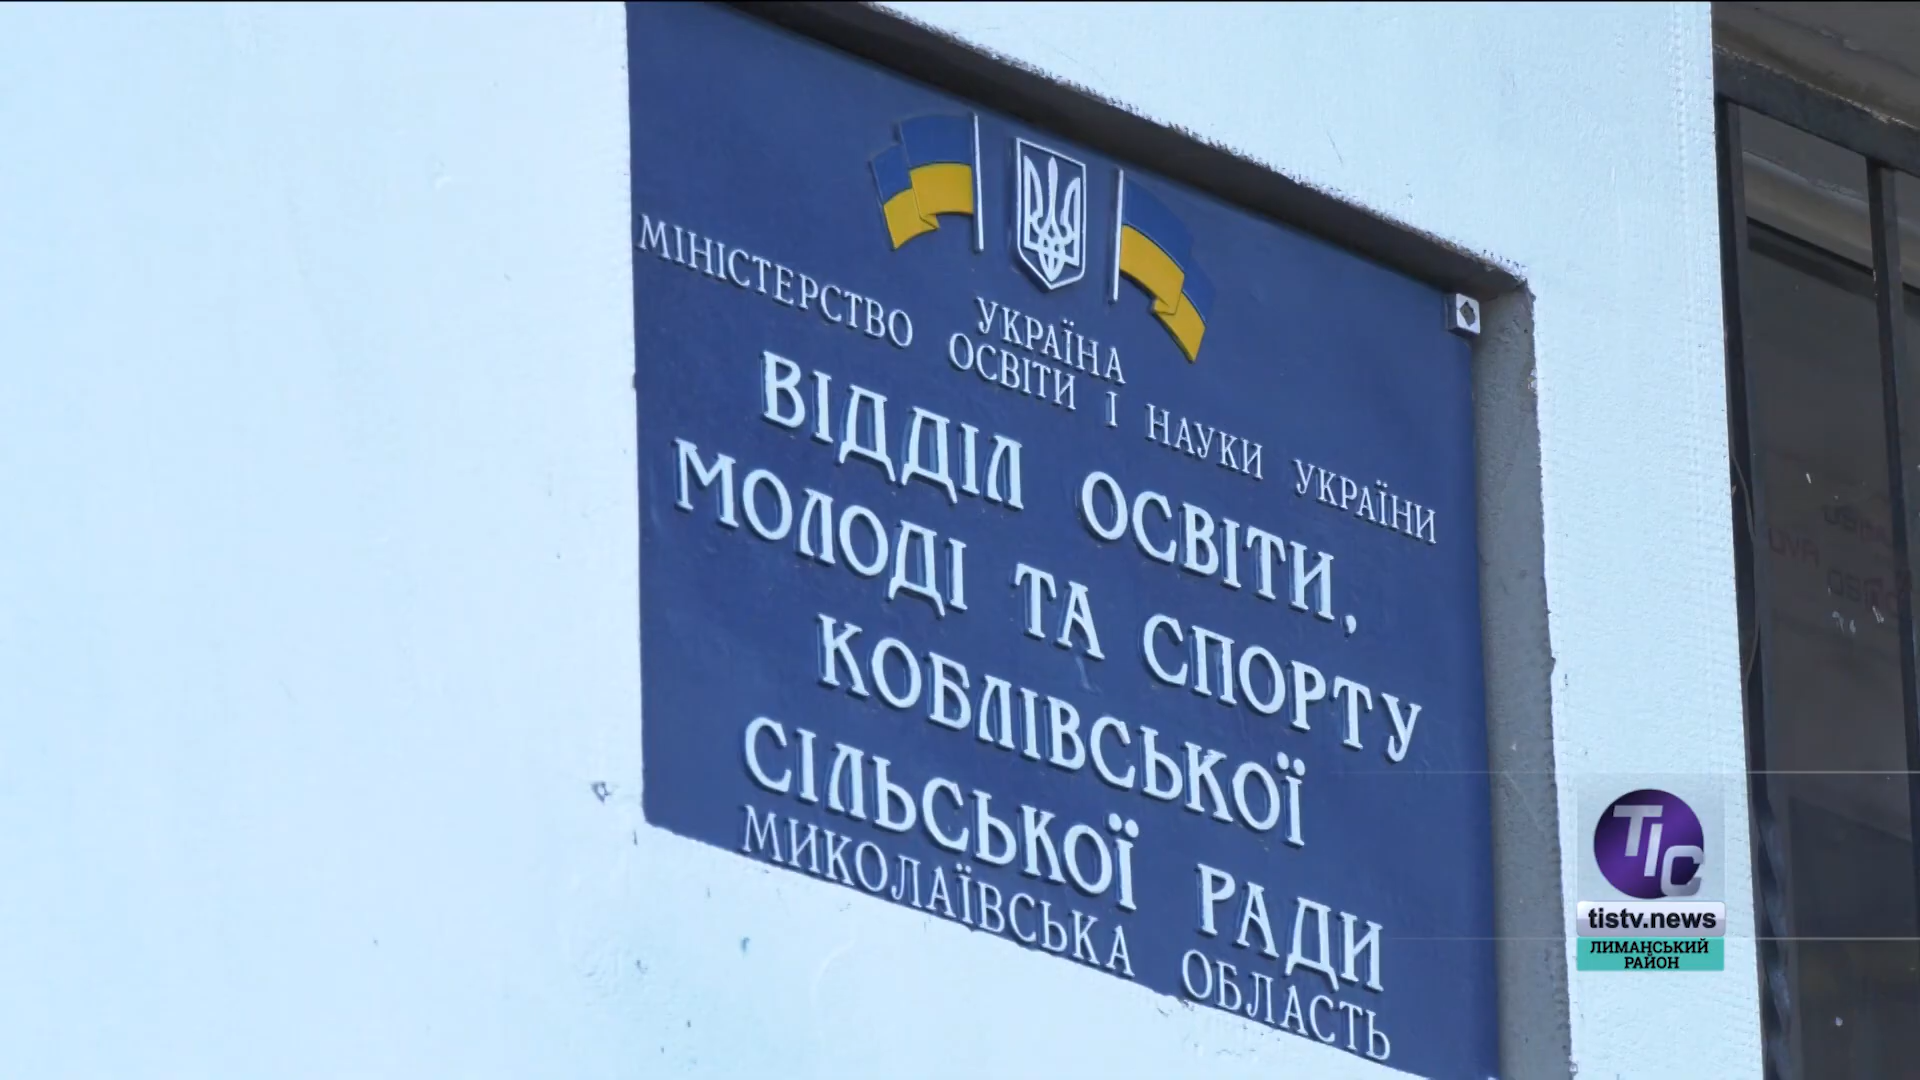 УКРАЇНА
МІНІСТЕРСТВО ОСВІТИ І НАУКИ УКРАЇНИ
ВІДДІЛ ОСВІТИ,
МОЛОДІ ТА СПОРТУ
КОБЛІВСЬКОЇ
СІЛЬСЬКОЇ РАДИ
МИКОЛАЇВСЬКА ОБЛАСТЬ
ТІС
tistv.news
ЛИМАНСЬКИЙ
РАЙОН